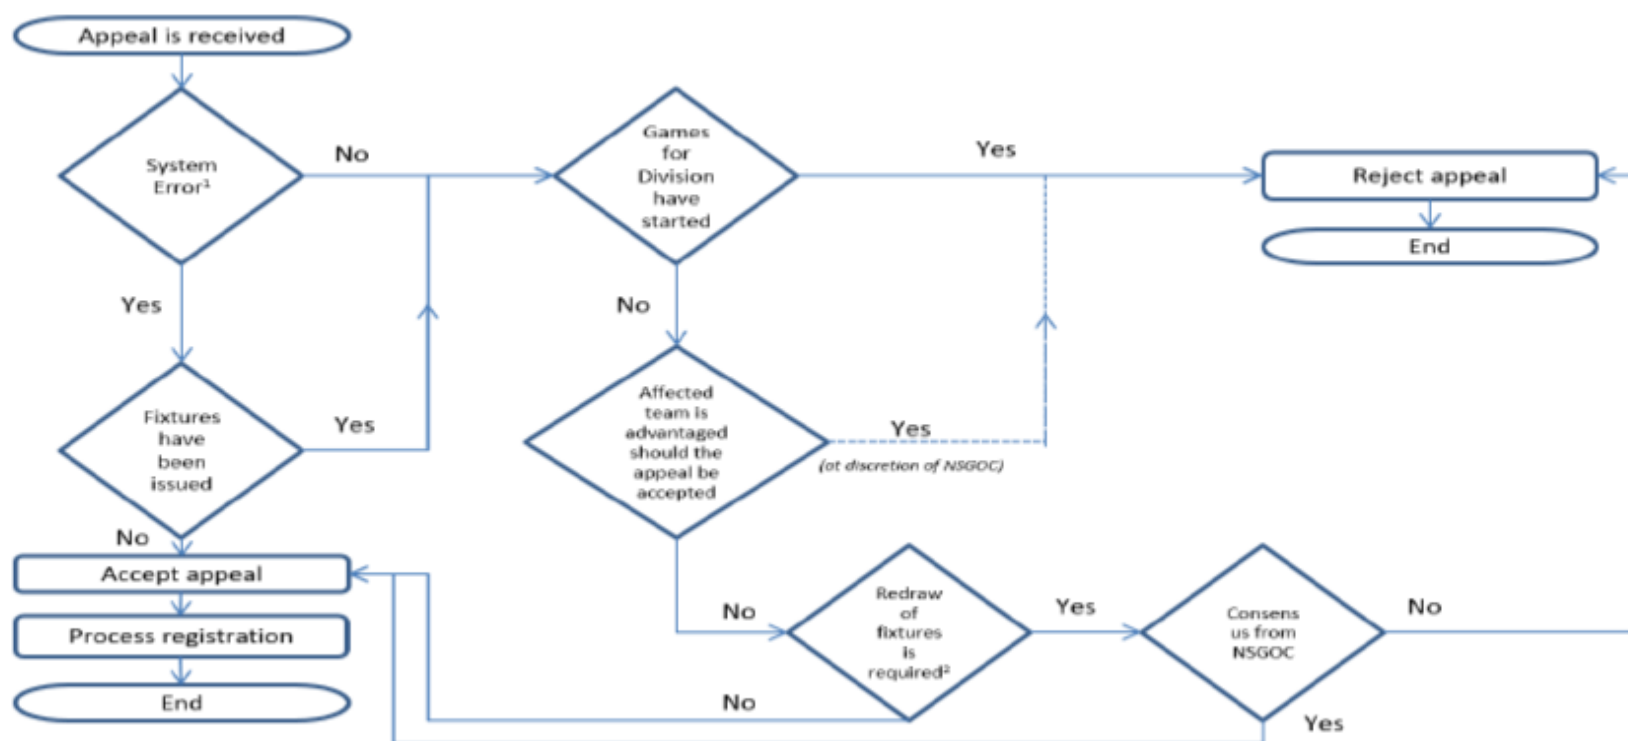 Appeal is received
System
Error¹
No
Yes
Fixtures
have
been
issued
Yes
No
Accept appeal
Process registration
End
Games
for
Division
have
started
Yes
No
Affected
team is
advantaged
should the
appeal be
accepted
Yes
(at discretion of NSGOC)
No
Redraw
of
fixtures
is
required²
Yes
No
Consens
us from
NSGOC
No
Yes
Reject appeal
End